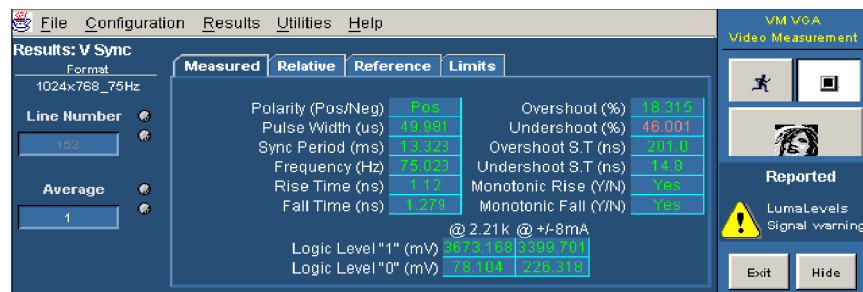 File Configuration Results Utilities Help
VM VGA
Video Measurement
Results: V Sync
Format
1024x768_75Hz
Line Number
153
Average
1
Measured Relative Reference Limits
Polarity (Pos/Neg) Pos Overshoot (%) 18.315
Pulse Width (us) 49.981 Undershoot (%) 46.001
Sync Period (ms) 13.323 Overshoot S.T (ns) 201.0
Frequency (Hz) 75.023 Undershoot S.T (ns) 14.8
Rise Time (ns) 1.12 Monotonic Rise (Y/N) Yes
Fall Time (ns) 1.279 Monotonic Fall (Y/N) Yes
@ 2.21k @ +/-8mA
Logic Level "1" (mV) 3673.168 3399.701
Logic Level "0" (mV) 78.104 226.318
Reported
LumaLevels
Signal warning
Exit Hide